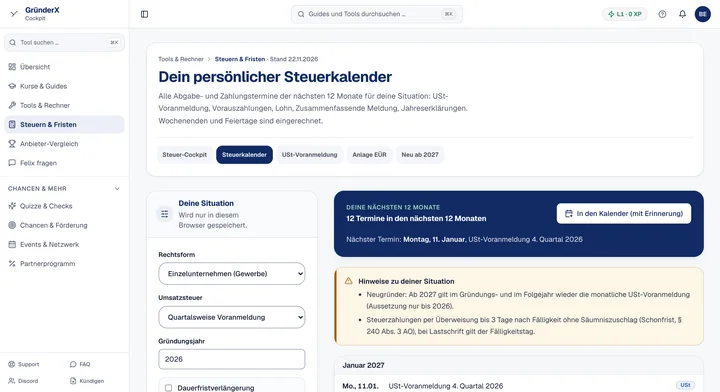 GründerX
Cockpit
Tool suchen ...
⌘K
Übersicht
Kurse & Guides
Tools & Rechner
Steuern & Fristen
Anbieter-Vergleich
Felix fragen
CHANCEN & MEHR
Quizze & Checks
Chancen & Förderung
Events & Netzwerk
Partnerprogramm
Support
FAQ
Discord
Kündigen
Guides und Tools durchsuchen ...
⌘K
L1 · 0 XP
BE
Tools & Rechner > Steuern & Fristen · Stand 22.11.2026
Dein persönlicher Steuerkalender
Alle Abgabe- und Zahlungstermine der nächsten 12 Monate für deine Situation: USt-
Voranmeldung, Vorauszahlungen, Lohn, Zusammenfassende Meldung, Jahreserklärungen.
Wochenenden und Feiertage sind eingerechnet.
Steuer-Cockpit
Steuerkalender
USt-Voranmeldung
Anlage EÜR
Neu ab 2027
Deine Situation
Wird nur in diesem
Browser gespeichert.
Rechtsform
Einzelunternehmen (Gewerbe)
Umsatzsteuer
Quartalsweise Voranmeldung
Gründungsjahr
2026
Dauerfristverlängerung
DEINE NÄCHSTEN 12 MONATE
12 Termine in den nächsten 12 Monaten
In den Kalender (mit Erinnerung)
Nächster Termin: Montag, 11. Januar, USt-Voranmeldung 4. Quartal 2026
Hinweise zu deiner Situation
• Neugründer: Ab 2027 gilt im Gründungs- und im Folgejahr wieder die monatliche USt-Voranmeldung
(Aussetzung nur bis 2026).
• Steuerzahlungen per Überweisung bis 3 Tage nach Fälligkeit ohne Säumniszuschlag (Schonfrist, §
240 Abs. 3 AO), bei Lastschrift gilt der Fälligkeitstag.
Januar 2027
Mo., 11.01.
USt-Voranmeldung 4. Quartal 2026
USt